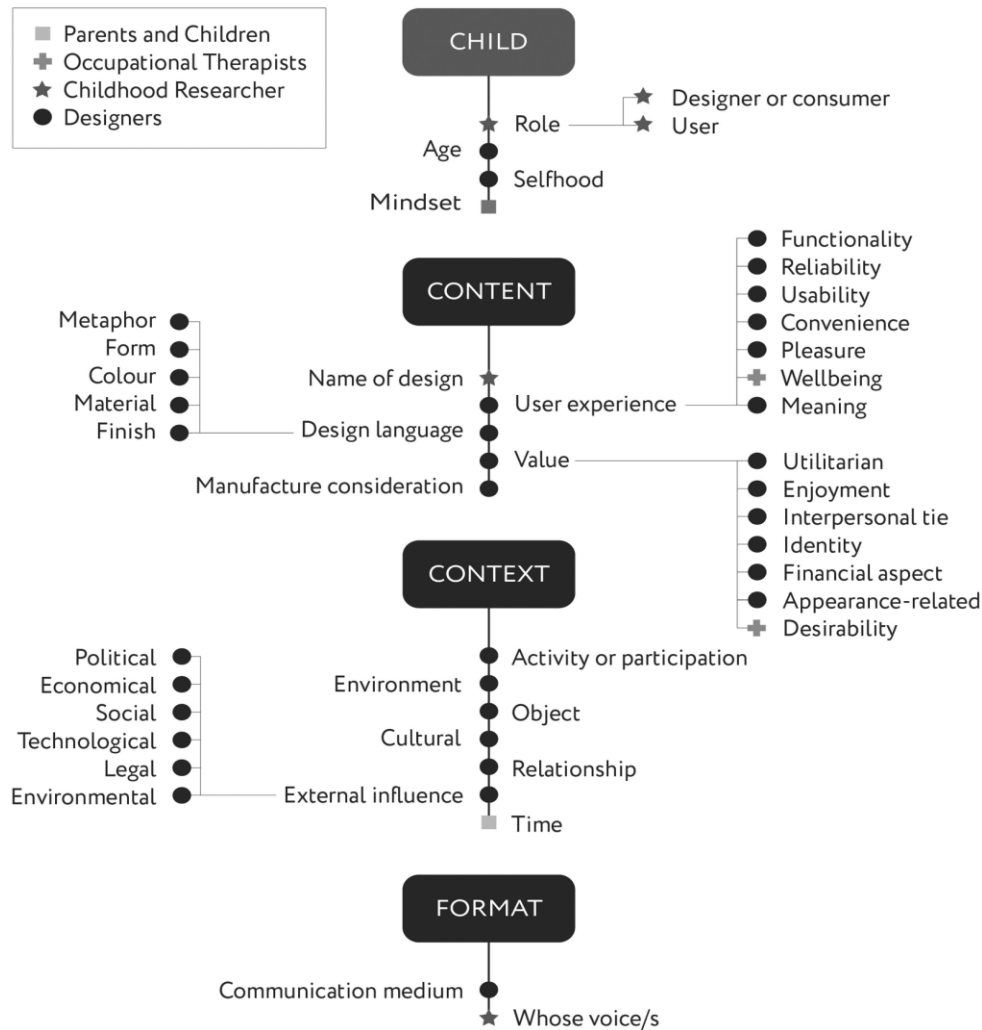 Parents and Children
Occupational Therapists
Childhood Researcher
Designers
CHILD
Role
Designer or consumer
User
Age
Selfhood
Mindset
CONTENT
Name of design
User experience
Functionality
Reliability
Usability
Convenience
Pleasure
Wellbeing
Meaning
Design language
Metaphor
Form
Colour
Material
Finish
Value
Utilitarian
Enjoyment
Interpersonal tie
Identity
Financial aspect
Appearance-related
Desirability
Manufacture consideration
CONTEXT
Activity or participation
Environment
Object
Cultural
Relationship
External influence
Political
Economical
Social
Technological
Legal
Environmental
Time
FORMAT
Communication medium
Whose voice/s